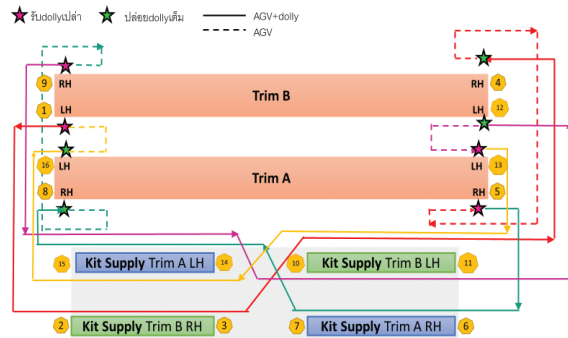 รับdollyเปล่า ปล่อยdollyเต็ม AGV+dolly
AGV
9 RH RH 4
Trim B
1 LH LH 12
16 LH LH 13
Trim A
8 RH RH 5
15 Kit Supply Trim A LH 14 10 Kit Supply Trim B LH 11
2 Kit Supply Trim B RH 3 7 Kit Supply Trim A RH 6